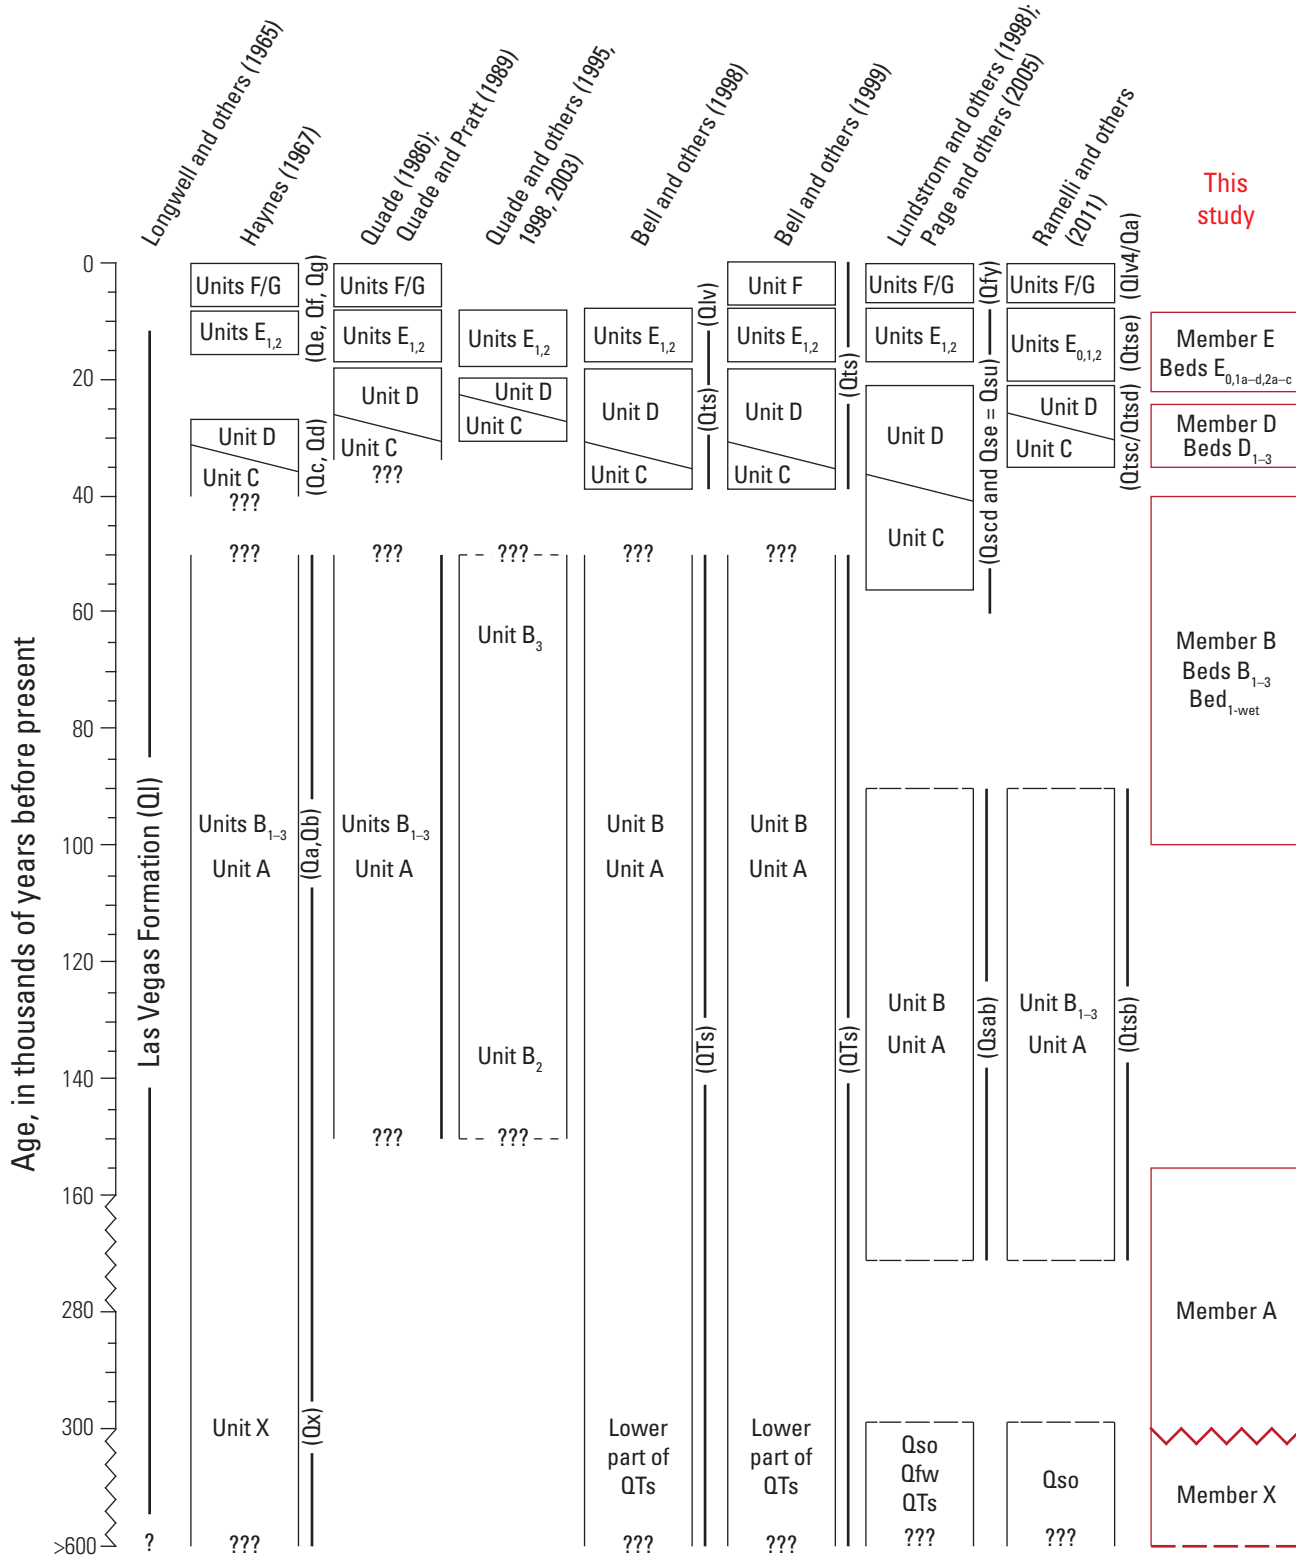 Longwell and others (1965)
Haynes (1967)
Quade (1986);
Quade and Pratt (1989)
Quade and others (1995,
1998, 2003)
Bell and others (1998)
Bell and others (1999)
Lundstrom and others (1998);
Page and others (2005)
Ramelli and others
(2011)
This
study
Age, in thousands of years before present
0
20
40
60
80
100
120
140
160
280
300
>600
Las Vegas Formation (Ql)
?
Units F/G
Units E1,2
Unit D
Unit C
???
???
Units B1–3
Unit A
Unit X
???
(Qe, Qf, Qg)
(Qc, Qd)
(Qa,Qb)
(Qx)
Units F/G
Units E1,2
Unit D
Unit C
???
???
Units B1–3
Unit A
???
Units E1,2
Unit D
Unit C
???
Unit B3
Unit B2
???
Units E1,2
Unit D
Unit C
???
Unit B
Unit A
Lower
part of
QTs
???
(Qlv)
(Qts)
(QTs)
Unit F
Units E1,2
Unit D
Unit C
???
Unit B
Unit A
Lower
part of
QTs
???
(Qts)
(QTs)
Units F/G
Units E1,2
Unit D
Unit C
Unit B
Unit A
Qso
Qfw
QTs
???
(Qfy)
(Qscd and Qse = Qsu)
(Qsab)
Units F/G
Units E0,1,2
Unit D
Unit C
Unit B1–3
Unit A
Qso
???
(Qlv4/Qa)
(Qtse)
(Qtsc/Qtsd)
(Qtsb)
Member E
Beds E0,1a–d,2a–c
Member D
Beds D1–3
Member B
Beds B1–3
Bed1-wet
Member A
Member X